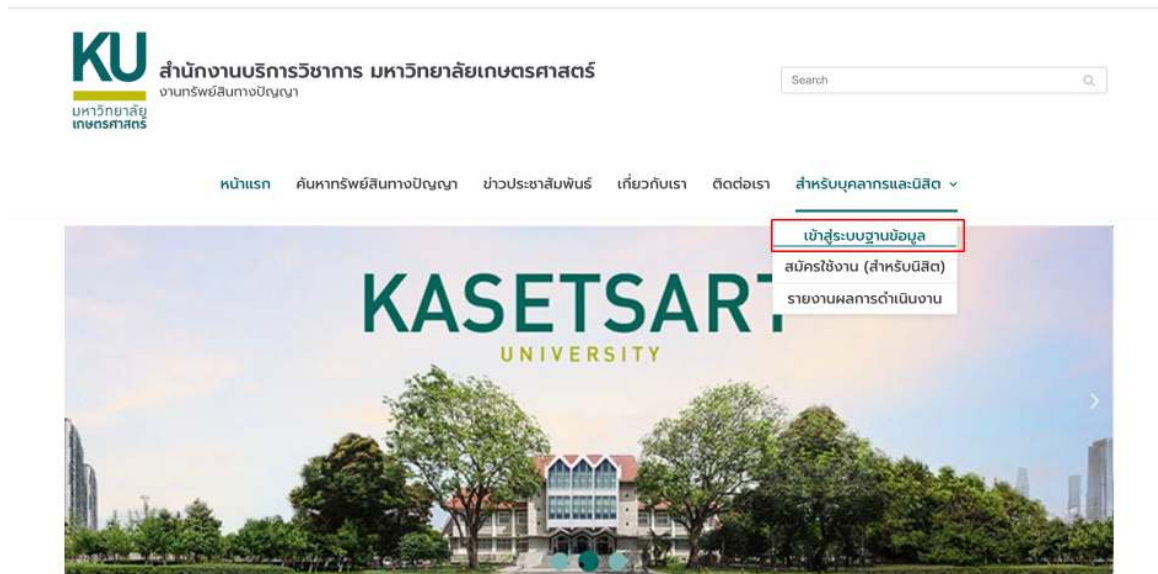 KU
มหาวิทยาลัย
เกษตรศาสตร์
สำนักงานบริการวิชาการ มหาวิทยาลัยเกษตรศาสตร์
งานทรัพย์สินทางปัญญา
Search
หน้าแรก ค้นหาทรัพย์สินทางปัญญา ข่าวประชาสัมพันธ์ เกี่ยวกับเรา ติดต่อเรา สำหรับบุคลากรและนิสิต
เข้าสู่ระบบฐานข้อมูล
สมัครใช้งาน (สำหรับนิสิต)
รายงานผลการดำเนินงาน
KASETSART
UNIVERSITY